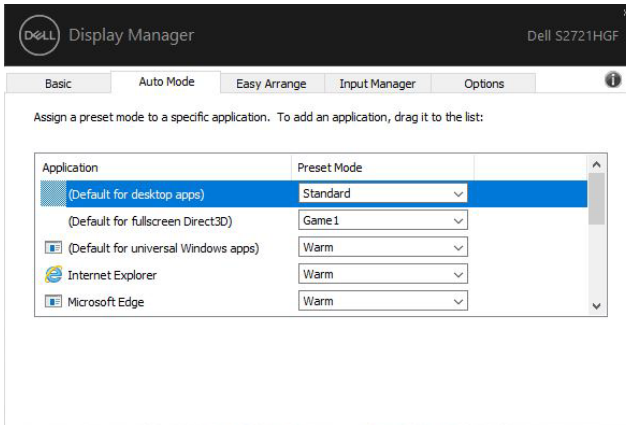 DELL Display Manager Dell S2721HGF
Basic Auto Mode Easy Arrange Input Manager Options
Assign a preset mode to a specific application. To add an application, drag it to the list:
Application Preset Mode
(Default for desktop apps) Standard
(Default for fullscreen Direct3D) Game1
(Default for universal Windows apps) Warm
Internet Explorer Warm
Microsoft Edge Warm